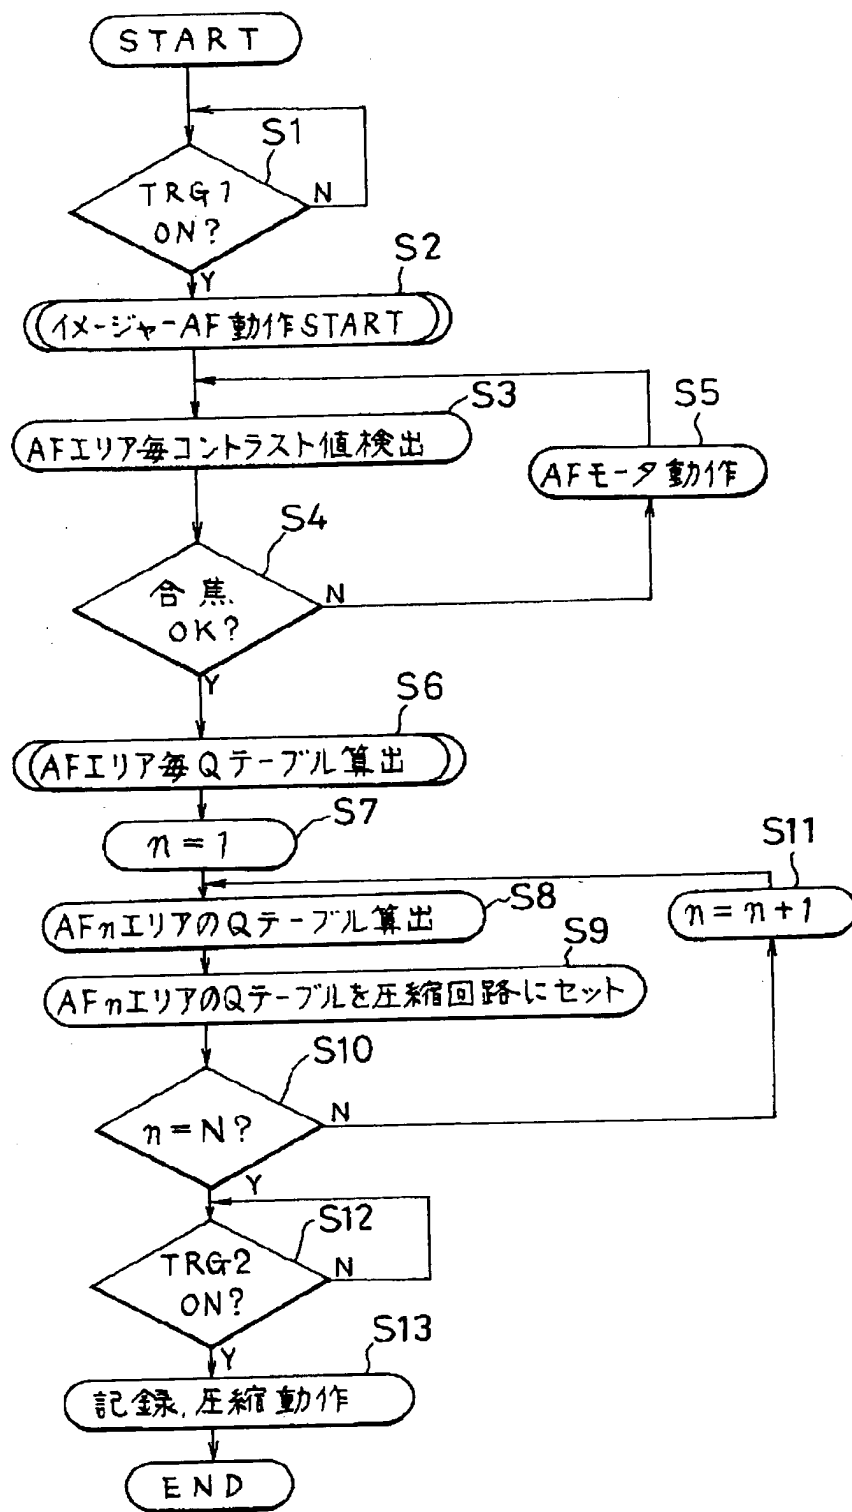 START
S1
TRG1
ON?
N
Y
S2
イメージャーAF動作START
S3
AFエリア毎コントラスト値検出
S5
AFモータ動作
S4
合焦
OK?
N
Y
S6
AFエリア毎Qテーブル算出
S7
n=1
S11
n=n+1
S8
AFnエリアのQテーブル算出
S9
AFnエリアのQテーブルを圧縮回路にセット
S10
n=N?
N
Y
S12
TRG2
ON?
N
Y
S13
記録,圧縮動作
END